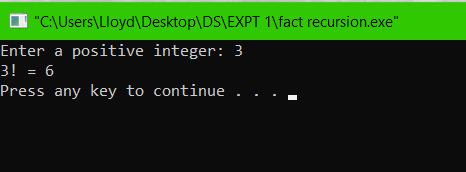 "C:\Users\Lloyd\Desktop\DS\EXPT 1\fact recursion.exe"
Enter a positive integer: 3
3! = 6
Press any key to continue . . .